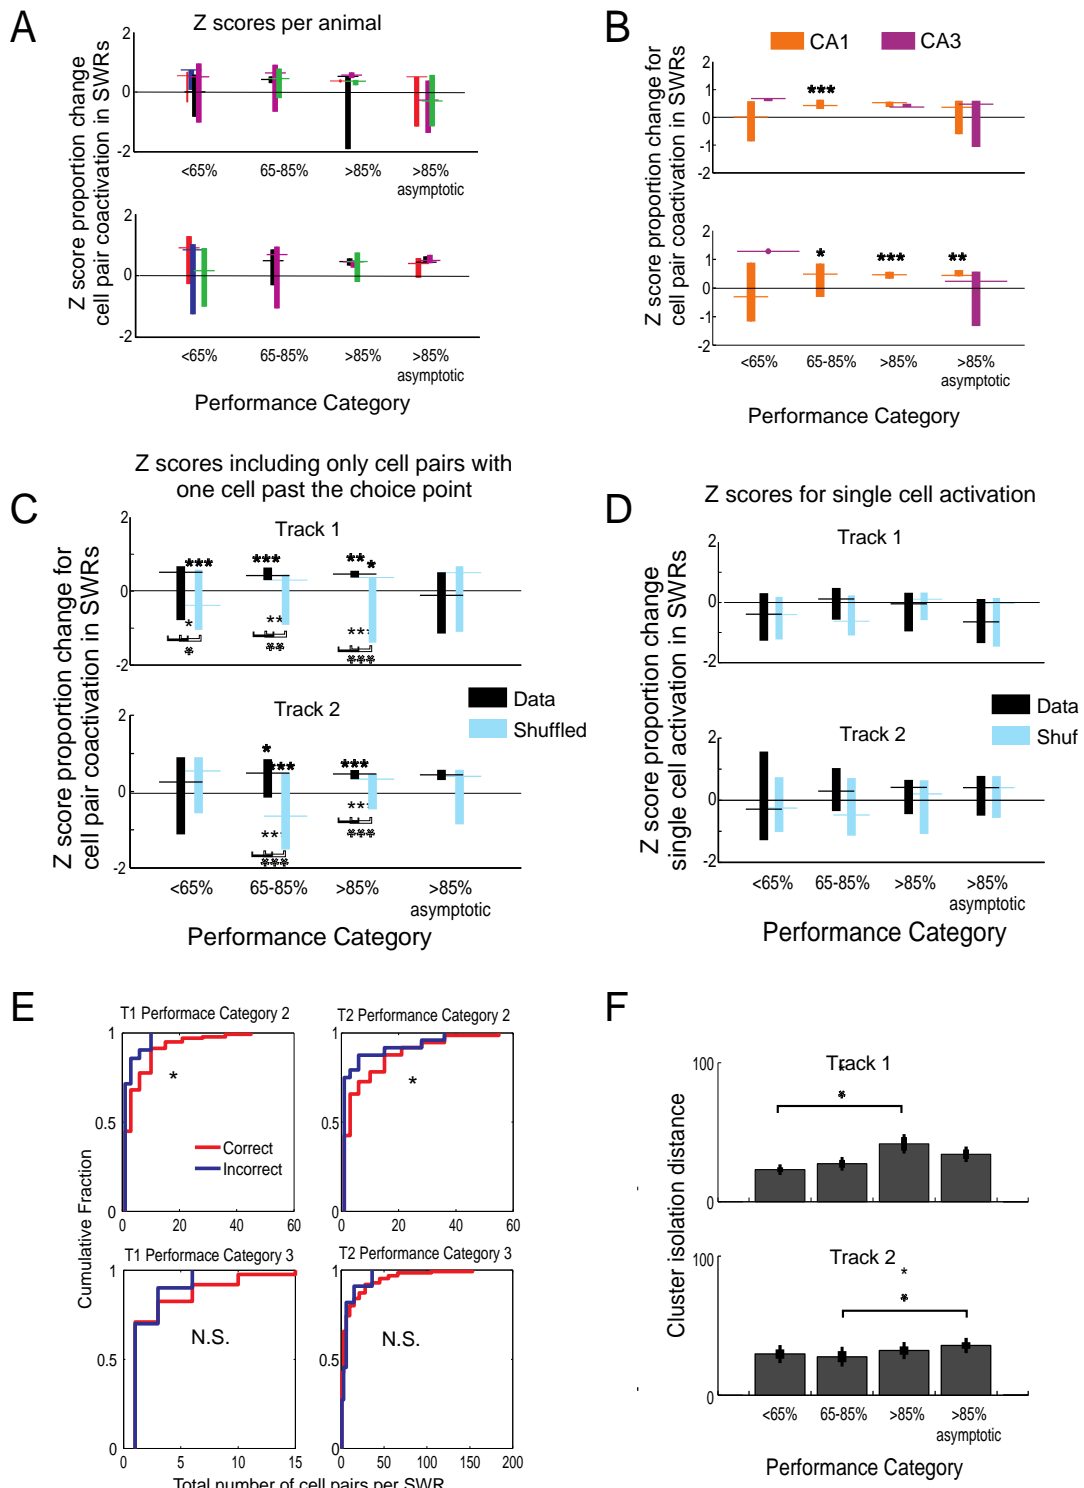 A
Z scores per animal
Z score proportion change
cell pair coactivation in SWRs
2
0
-2
<65%
65-85%
>85%
>85%
asymptotic
2
0
-2
<65%
65-85%
>85%
>85%
asymptotic
Performance Category
B
CA1
CA3
Z score proportion change for
cell pair coactivation in SWRs
2
1
0
-1
-2
***
2
1
0
-1
-2
*
***
**
<65%
65-85%
>85%
>85%
asymptotic
Performance Category
C
Z scores including only cell pairs with
one cell past the choice point
Z score proportion change for
cell pair coactivation in SWRs
Track 1
2
0
-2
***
***
**
*
*
**
***
*
**
***
Data
Shuffled
Track 2
2
0
-2
*
***
***
***
***
***
***
<65%
65-85%
>85%
>85%
asymptotic
Performance Category
D
Z scores for single cell activation
Z score proportion change
single cell activation in SWRs
Track 1
2
0
-2
Data
Shuf
Track 2
2
0
-2
<65%
65-85%
>85%
>85%
asymptotic
Performance Category
E
Cumulative Fraction
T1 Performace Category 2
1
0.5
0
0
20
40
60
*
Correct
Incorrect
T2 Performace Category 2
1
0.5
0
0
20
40
60
*
T1 Performace Category 3
1
0.5
0
0
5
10
15
N.S.
T2 Performance Category 3
1
0.5
0
0
50
100
150
200
N.S.
Total number of cell pairs per SWR
F
Cluster isolation distance
Track 1
100
0
*
*
Track 2
100
0
*
*
<65%
65-85%
>85%
>85%
asymptotic
Performance Category